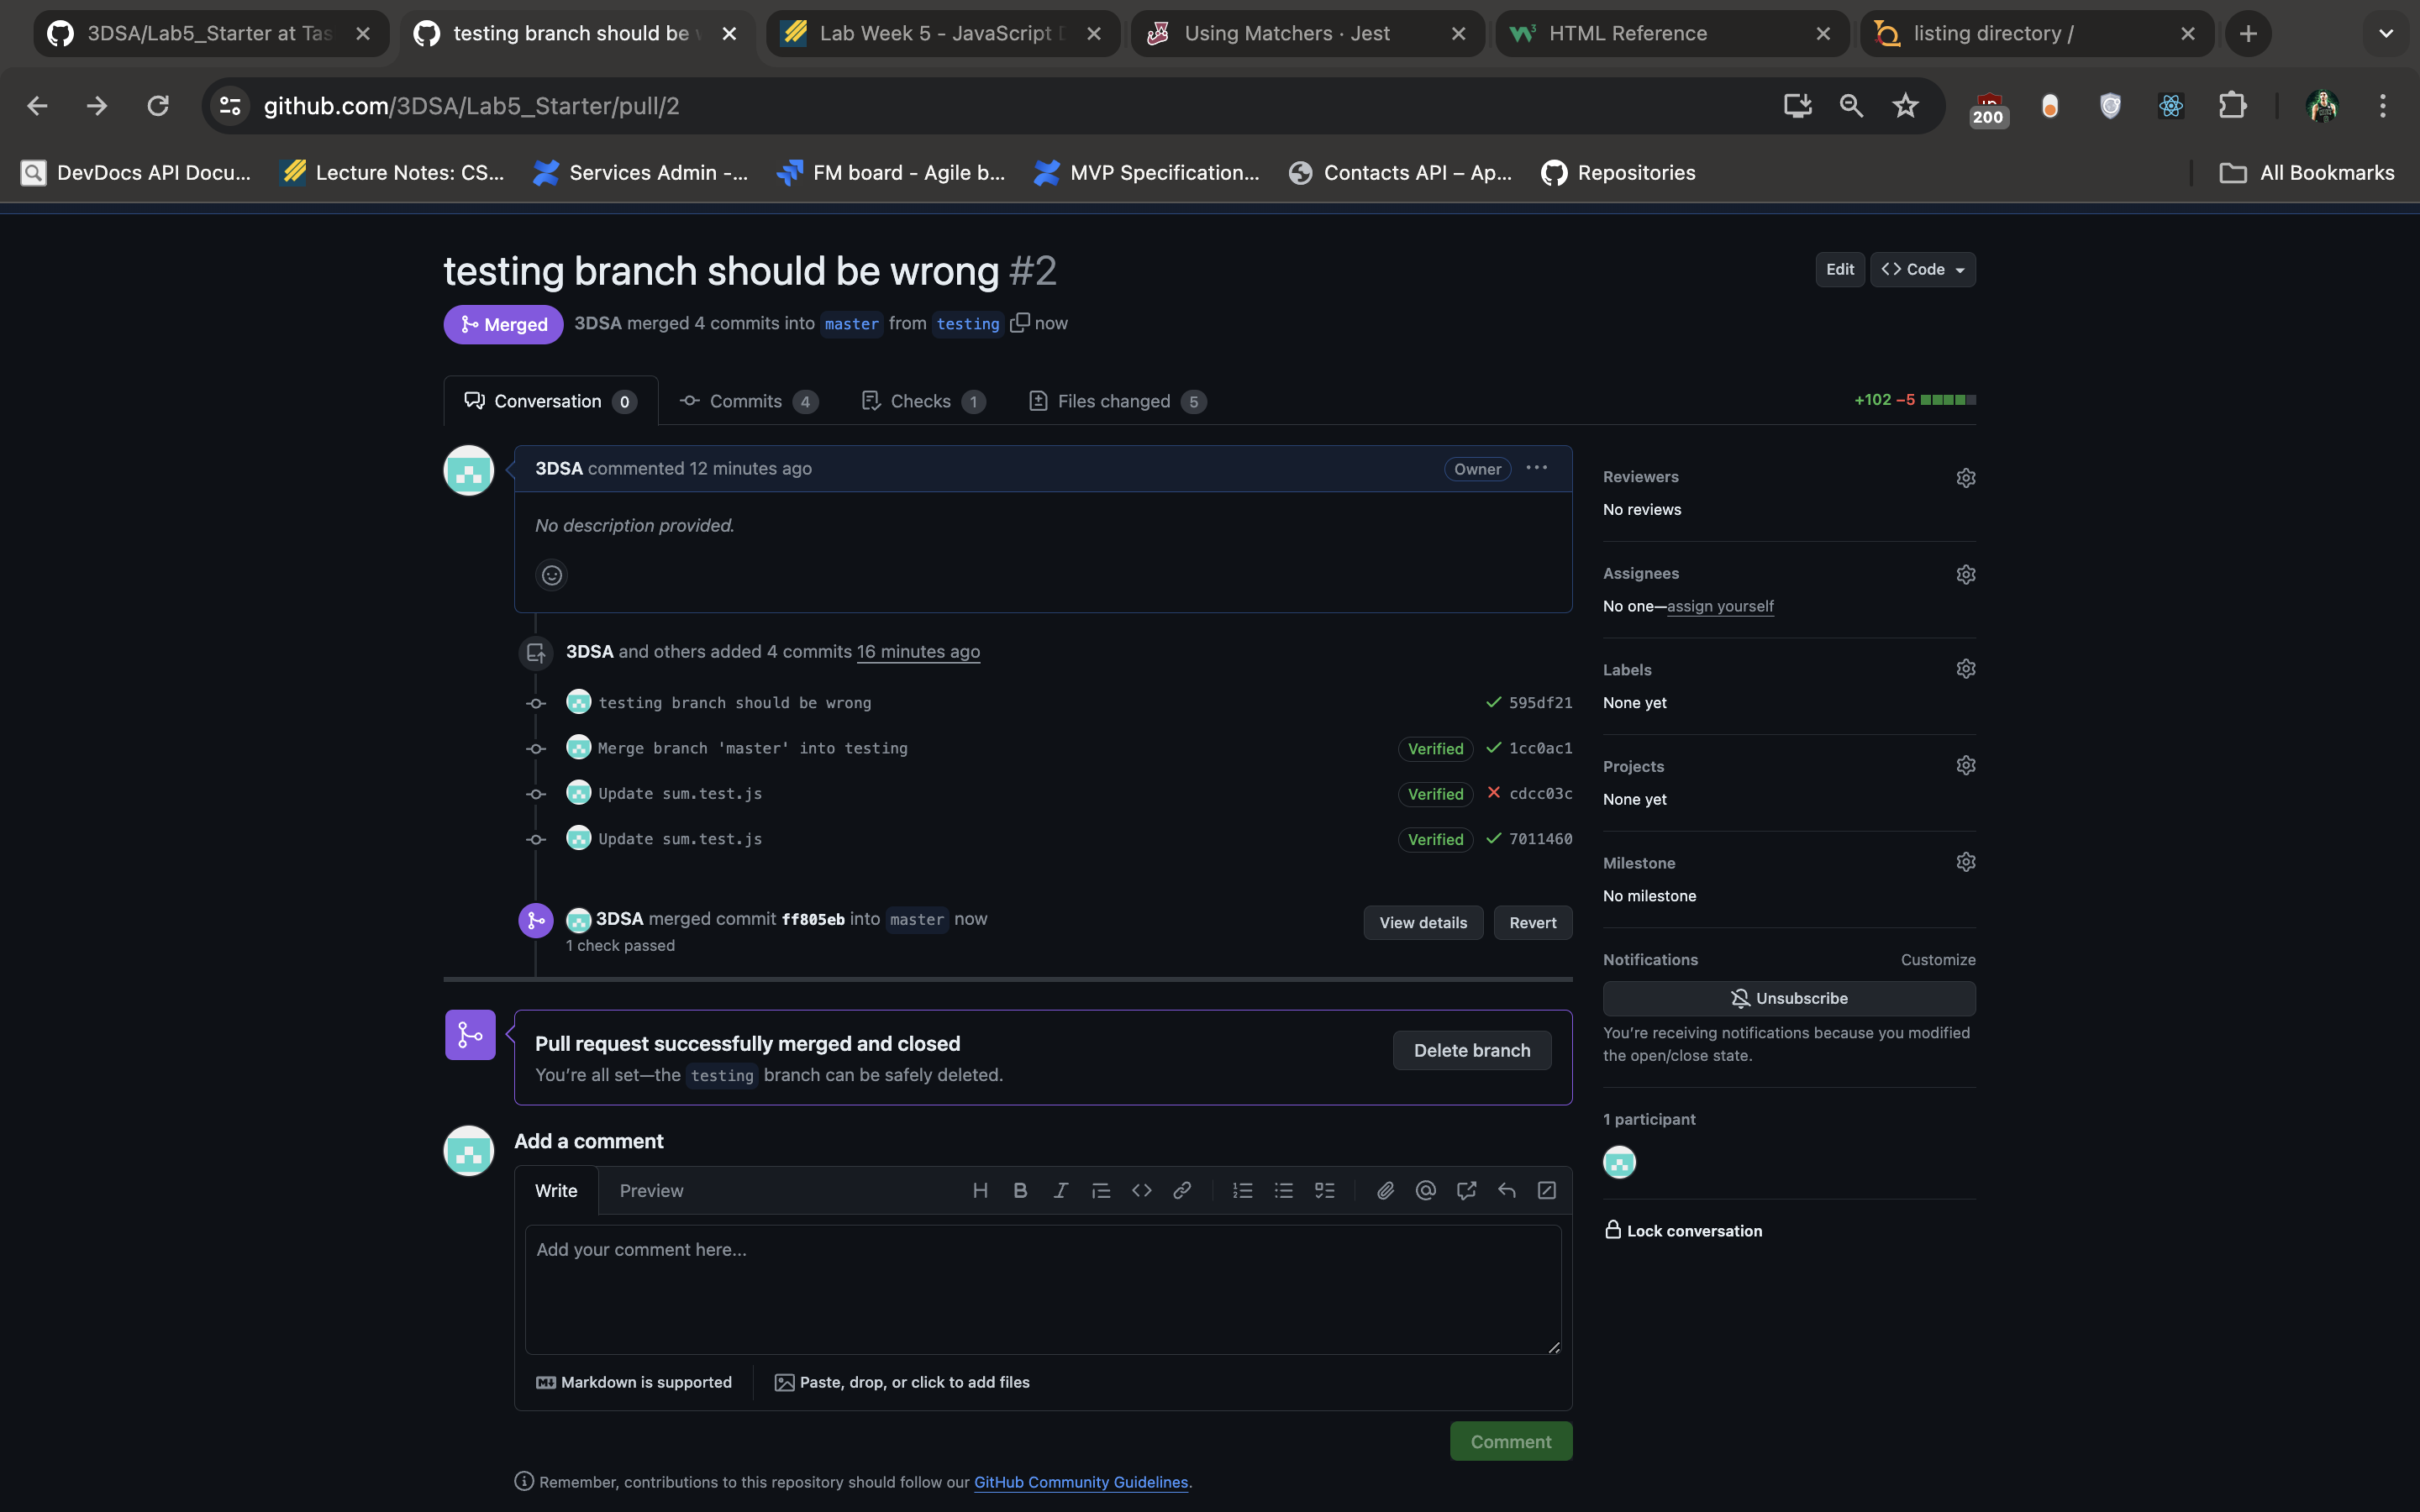 3DSA/Lab5_Starter at Tas
testing branch should be w
Lab Week 5 - JavaScript D
Using Matchers · Jest
HTML Reference
listing directory /
github.com/3DSA/Lab5_Starter/pull/2
200
DevDocs API Docu...
Lecture Notes: CS...
Services Admin -...
FM board - Agile b...
MVP Specification...
Contacts API – Ap...
Repositories
All Bookmarks
testing branch should be wrong #2
Edit
Code
Merged
3DSA merged 4 commits into master from testing now
Conversation 0
Commits 4
Checks 1
Files changed 5
+102 −5
3DSA commented 12 minutes ago
Owner
No description provided.
3DSA and others added 4 commits 16 minutes ago
testing branch should be wrong
595df21
Merge branch 'master' into testing
Verified
1cc0ac1
Update sum.test.js
Verified
cdcc03c
Update sum.test.js
Verified
7011460
3DSA merged commit ff805eb into master now
1 check passed
View details
Revert
Pull request successfully merged and closed
You're all set—the testing branch can be safely deleted.
Delete branch
Add a comment
Write
Preview
Add your comment here...
Markdown is supported
Paste, drop, or click to add files
Comment
Remember, contributions to this repository should follow our GitHub Community Guidelines.
Reviewers
No reviews
Assignees
No one—assign yourself
Labels
None yet
Projects
None yet
Milestone
No milestone
Notifications
Customize
Unsubscribe
You're receiving notifications because you modified
the open/close state.
1 participant
Lock conversation